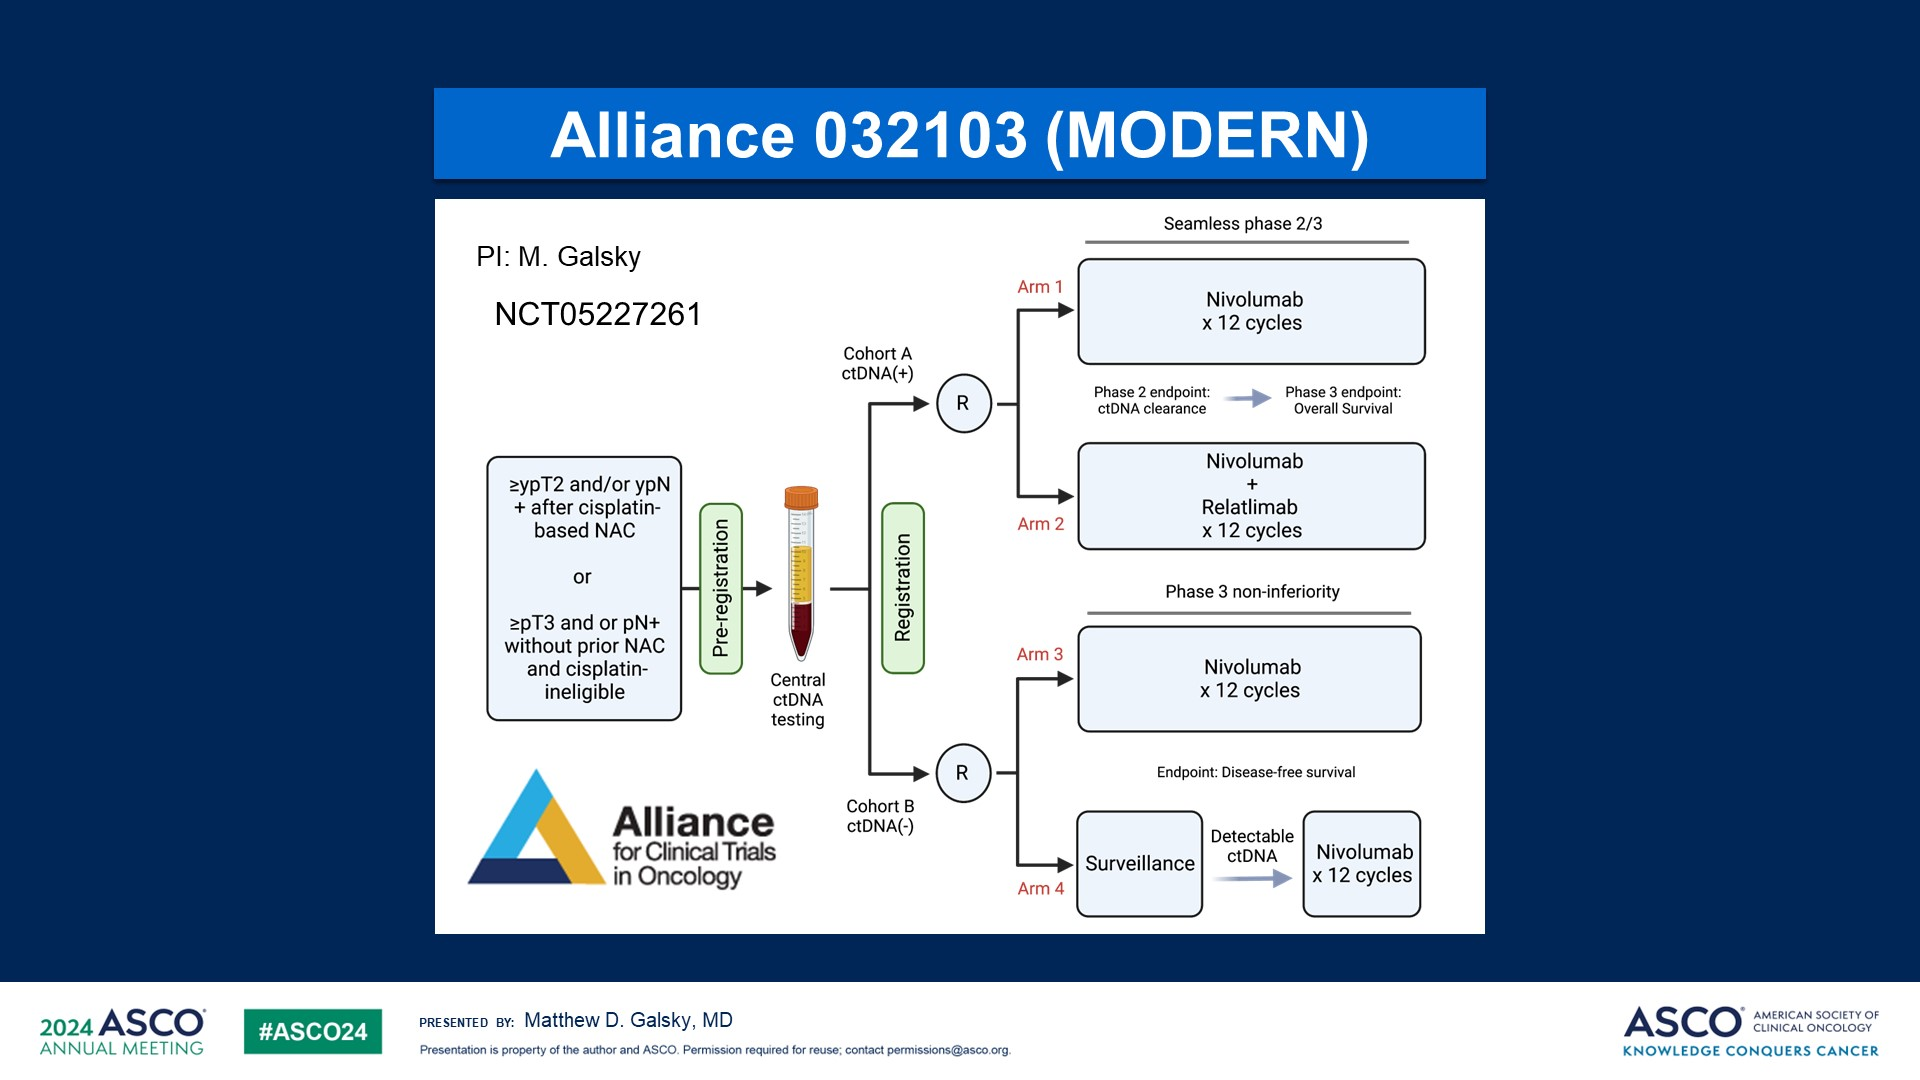 Alliance 032103 (MODERN)
PI: M. Galsky
NCT05227261
≥ypT2 and/or ypN
+ after cisplatin-
based NAC
or
≥pT3 and or pN+
without prior NAC
and cisplatin-
ineligible
Pre-registration
Central
ctDNA
testing
Registration
Cohort A
ctDNA(+)
R
Seamless phase 2/3
Arm 1
Nivolumab
x 12 cycles
Phase 2 endpoint:
ctDNA clearance
Phase 3 endpoint:
Overall Survival
Arm 2
Nivolumab
+
Relatlimab
x 12 cycles
Cohort B
ctDNA(-)
R
Phase 3 non-inferiority
Arm 3
Nivolumab
x 12 cycles
Endpoint: Disease-free survival
Arm 4
Surveillance
Detectable
ctDNA
Nivolumab
x 12 cycles
Alliance
for Clinical Trials
in Oncology
2024 ASCO®
ANNUAL MEETING
#ASCO24
PRESENTED BY: Matthew D. Galsky, MD
Presentation is property of the author and ASCO. Permission required for reuse; contact permissions@asco.org.
ASCO® AMERICAN SOCIETY OF
CLINICAL ONCOLOGY
KNOWLEDGE CONQUERS CANCER